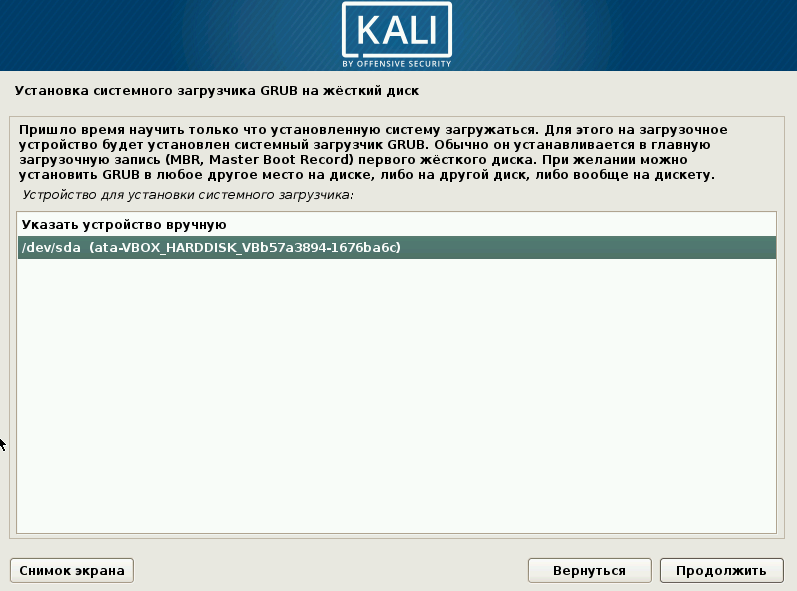 KALI
BY OFFENSIVE SECURITY
Установка системного загрузчика GRUB на жёсткий диск
Пришло время научить только что установленную систему загружаться. Для этого на загрузочное
устройство будет установлен системный загрузчик GRUB. Обычно он устанавливается в главную
загрузочную запись (MBR, Master Boot Record) первого жёсткого диска. При желании можно
установить GRUB в любое другое место на диске, либо на другой диск, либо вообще на дискету.
Устройство для установки системного загрузчика:
Указать устройство вручную
/dev/sda (ata-VBOX_HARDDISK_VBb57a3894-1676ba6c)
Снимок экрана
Вернуться
Продолжить